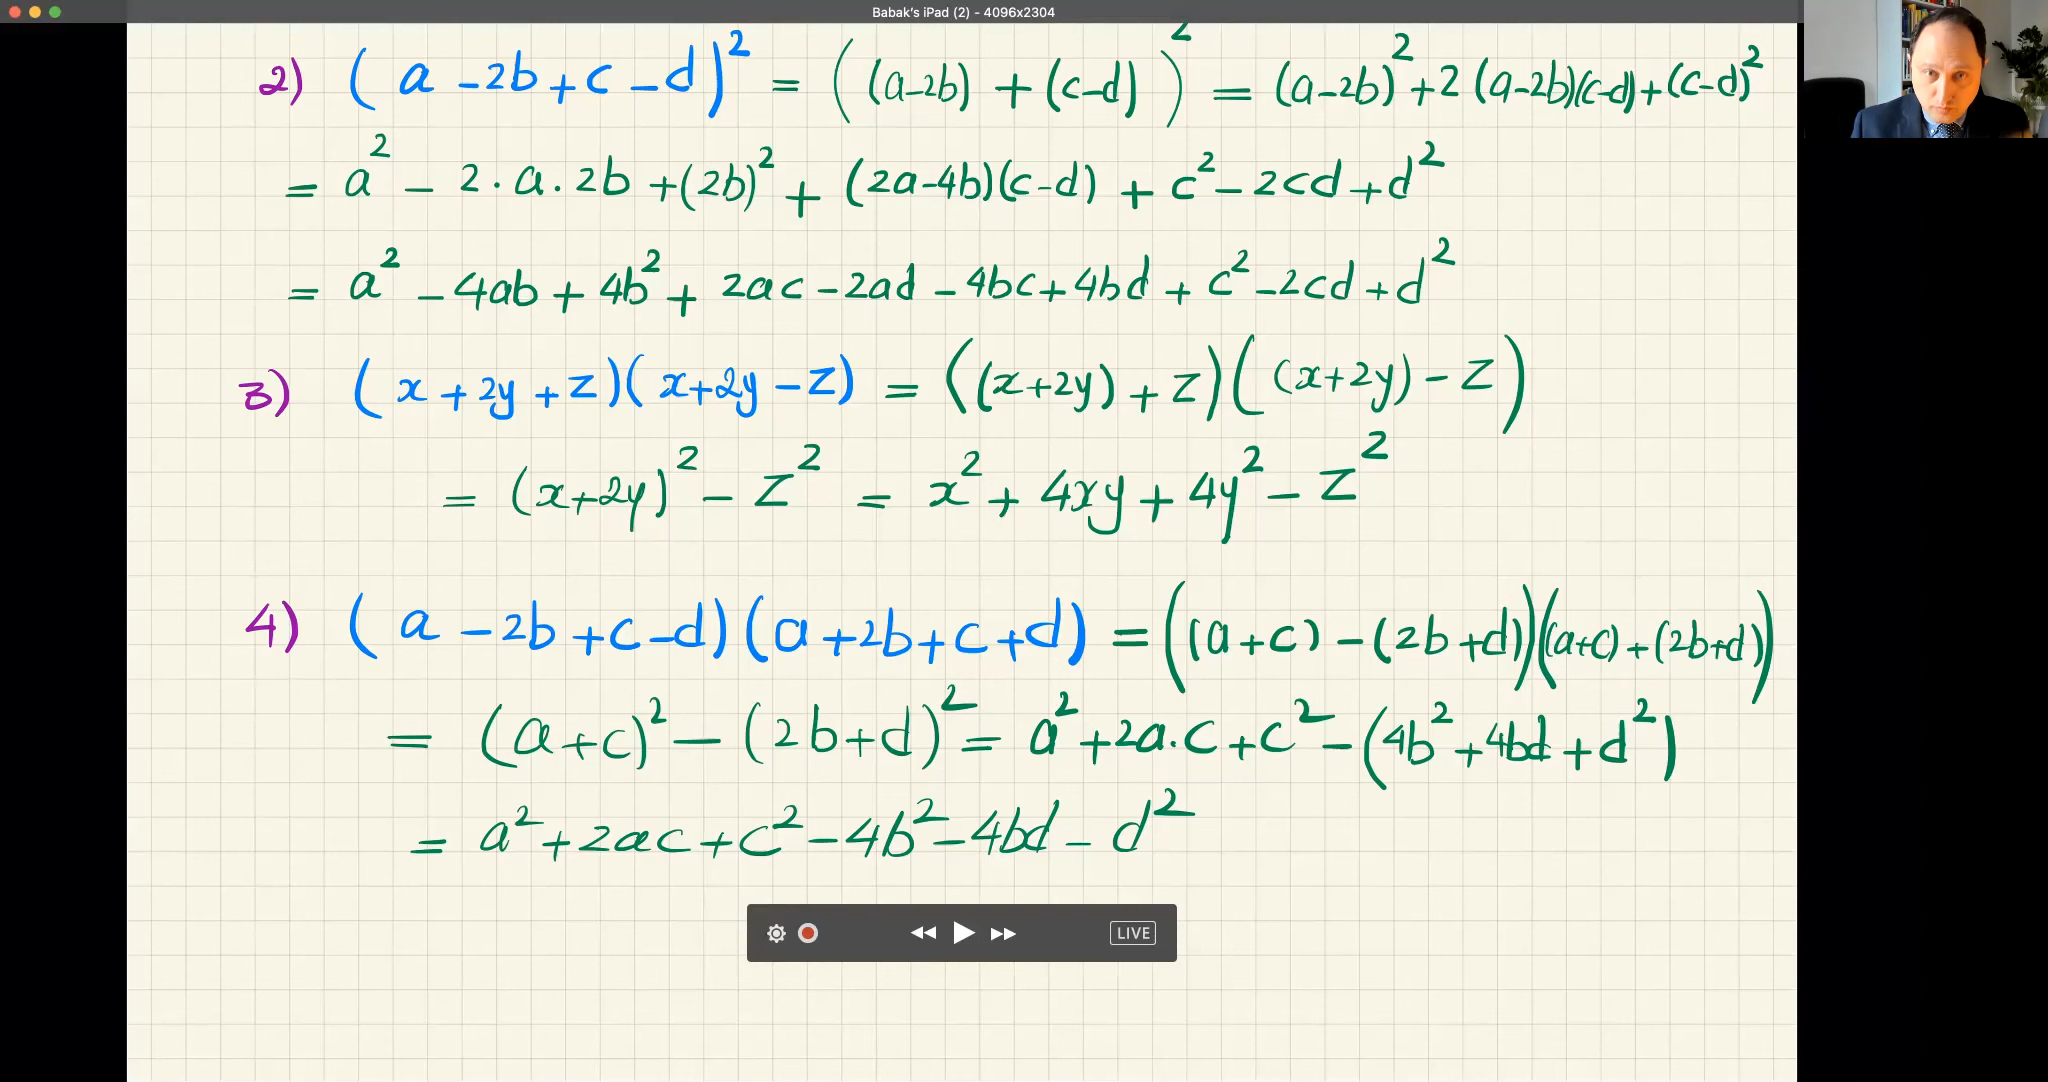 Babak's iPad (2) - 4096x2304
2) (a - 2b + c - d)² = ((a-2b) + (c-d))² = (a-2b)² + 2(a-2b)(c-d) + (c-d)²
= a² - 2·a·2b + (2b)² + (2a-4b)(c-d) + c² - 2cd + d²
= a² - 4ab + 4b² + 2ac - 2ad - 4bc + 4bd + c² - 2cd + d²
3) (x + 2y + z)(x+2y - z) = ((x+2y) + z)((x+2y) - z)
= (x+2y)² - z² = x² + 4xy + 4y² - z²
4) (a - 2b + c - d)(a + 2b + c + d) = ((a+c) - (2b+d))((a+c) + (2b+d))
= (a+c)² - (2b+d)² = a² + 2a·c + c² - (4b² + 4bd + d²)
= a² + 2ac + c² - 4b² - 4bd - d²
LIVE